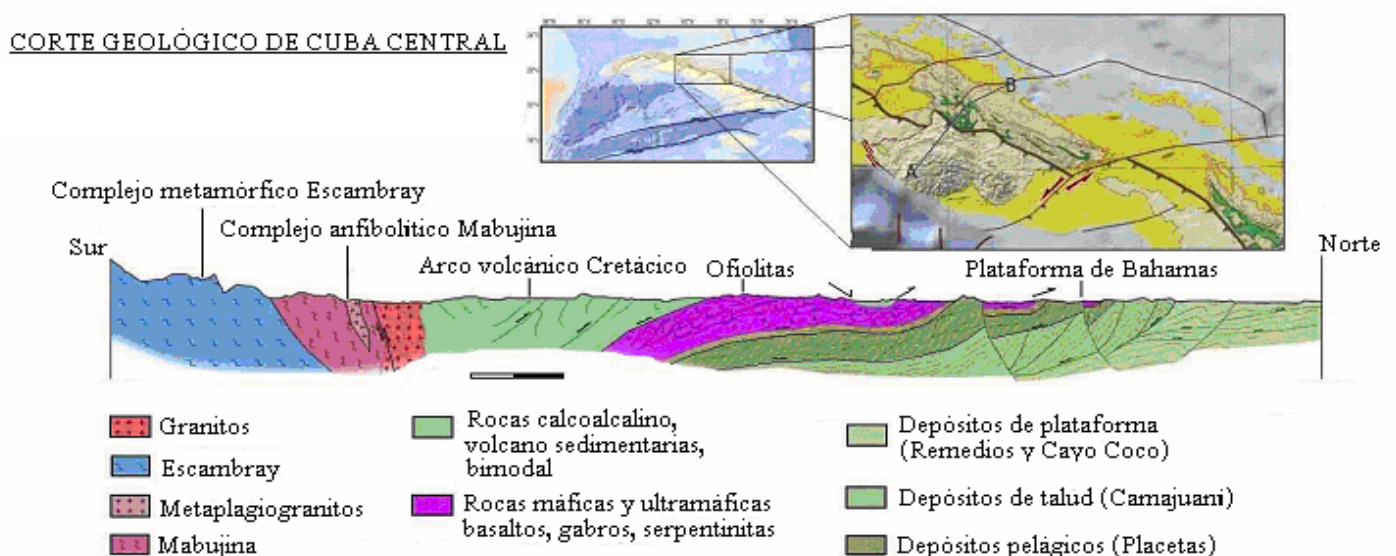 CORTE GEOLÓGICO DE CUBA CENTRAL
B
A
Complejo metamórfico Escambray
Complejo anfibolítico Mabujina
Sur
Arco volcánico Cretácico
Ofiolitas
Plataforma de Bahamas
Norte
Granitos
Escambray
Metaplagiogranitos
Mabujina
Rocas calcoalcalino,
volcano sedimentarias,
bimodal
Rocas máficas y ultramáficas
basaltos, gabros, serpentinitas
Depósitos de plataforma
(Remedios y Cayo Coco)
Depósitos de talud (Camajuani)
Depósitos pelágicos (Placetas)